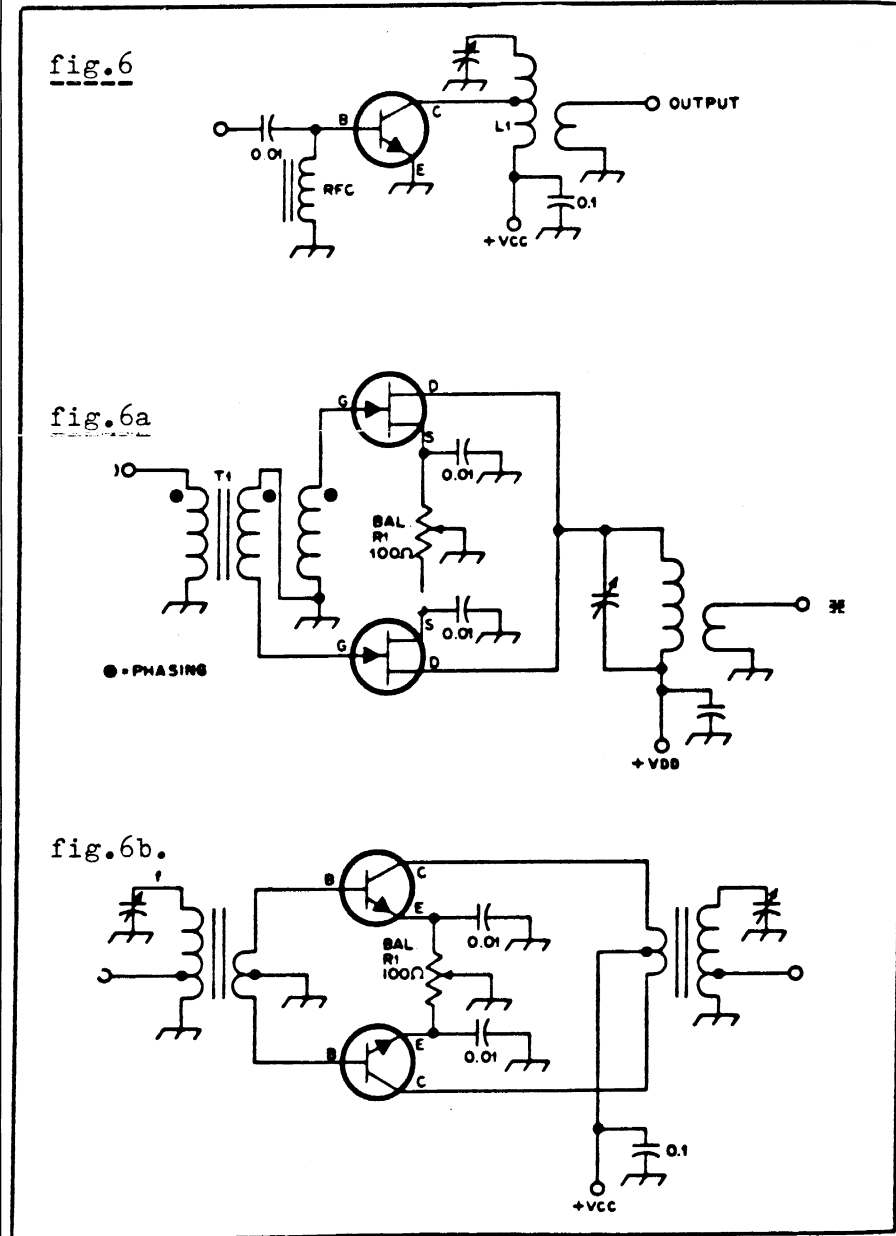 fig.6
B
C
E
0.01
RFC
L1
OUTPUT
0.1
+VCC
fig.6a
T1
G
D
S
0.01
BAL
R1
100Ω
S
0.01
G
D
●=PHASING
+VDD
fig.6b.
f
B
C
E
0.01
BAL
R1
100Ω
E
0.01
B
C
0.1
+VCC